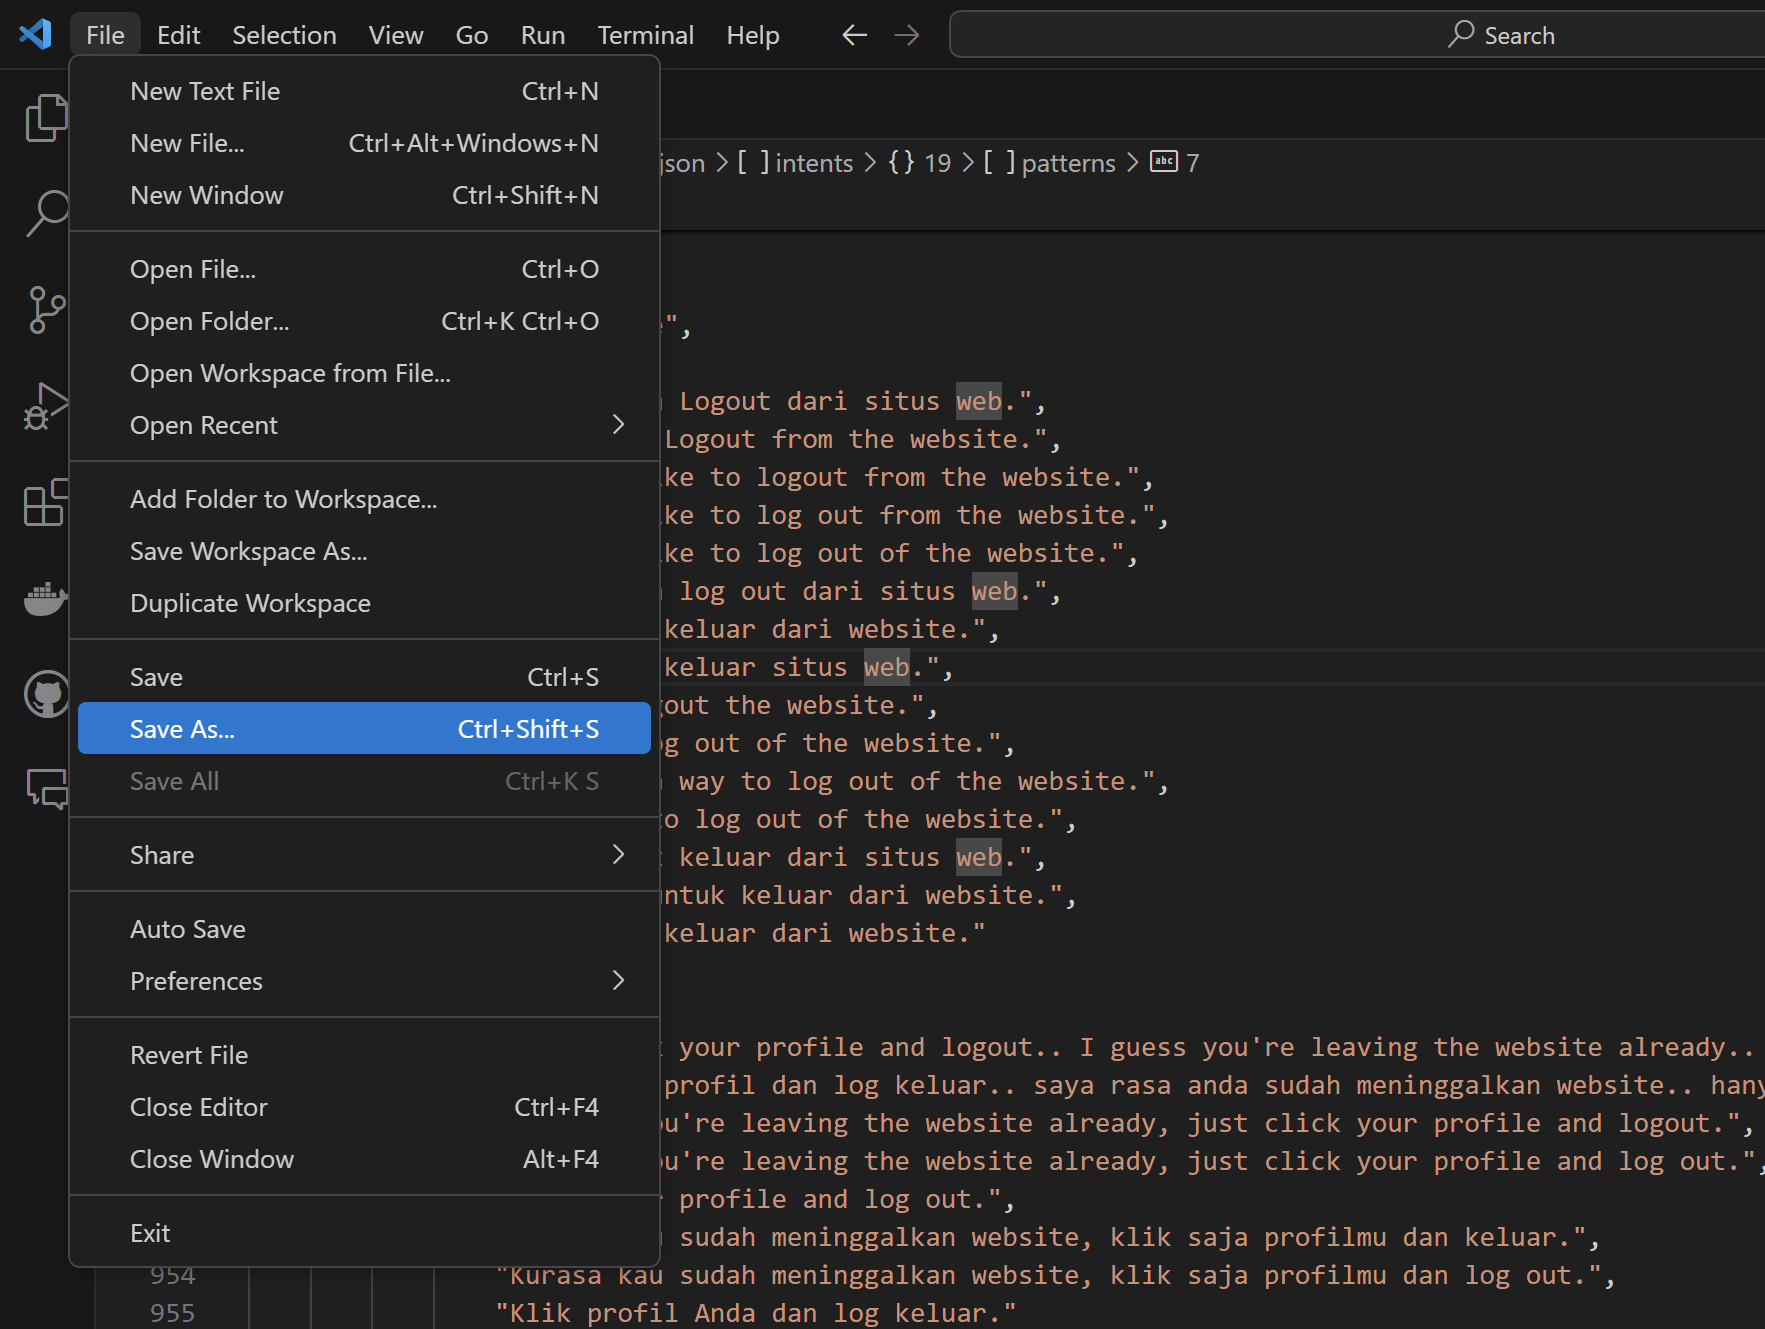 File Edit Selection View Go Run Terminal Help Search
New Text File Ctrl+N
New File... Ctrl+Alt+Windows+N
New Window Ctrl+Shift+N
Open File... Ctrl+O
Open Folder... Ctrl+K Ctrl+O
Open Workspace from File...
Open Recent
Add Folder to Workspace...
Save Workspace As...
Duplicate Workspace
Save Ctrl+S
Save As... Ctrl+Shift+S
Save All Ctrl+K S
Share
Auto Save
Preferences
Revert File
Close Editor Ctrl+F4
Close Window Alt+F4
Exit
json > [ ] intents > {} 19 > [ ] patterns > abc 7
",
Logout dari situs web.",
Logout from the website.",
ke to logout from the website.",
ke to log out from the website.",
ke to log out of the website.",
log out dari situs web.",
keluar dari website.",
keluar situs web.",
out the website.",
g out of the website.",
way to log out of the website.",
o log out of the website.",
keluar dari situs web.",
ntuk keluar dari website.",
keluar dari website."
your profile and logout.. I guess you're leaving the website already..
profil dan log keluar.. saya rasa anda sudah meninggalkan website.. hany
u're leaving the website already, just click your profile and logout.",
u're leaving the website already, just click your profile and log out.",
profile and log out.",
sudah meninggalkan website, klik saja profilmu dan keluar.",
954 "Kurasa kau sudah meninggalkan website, klik saja profilmu dan log out.",
955 "Klik profil Anda dan log keluar."